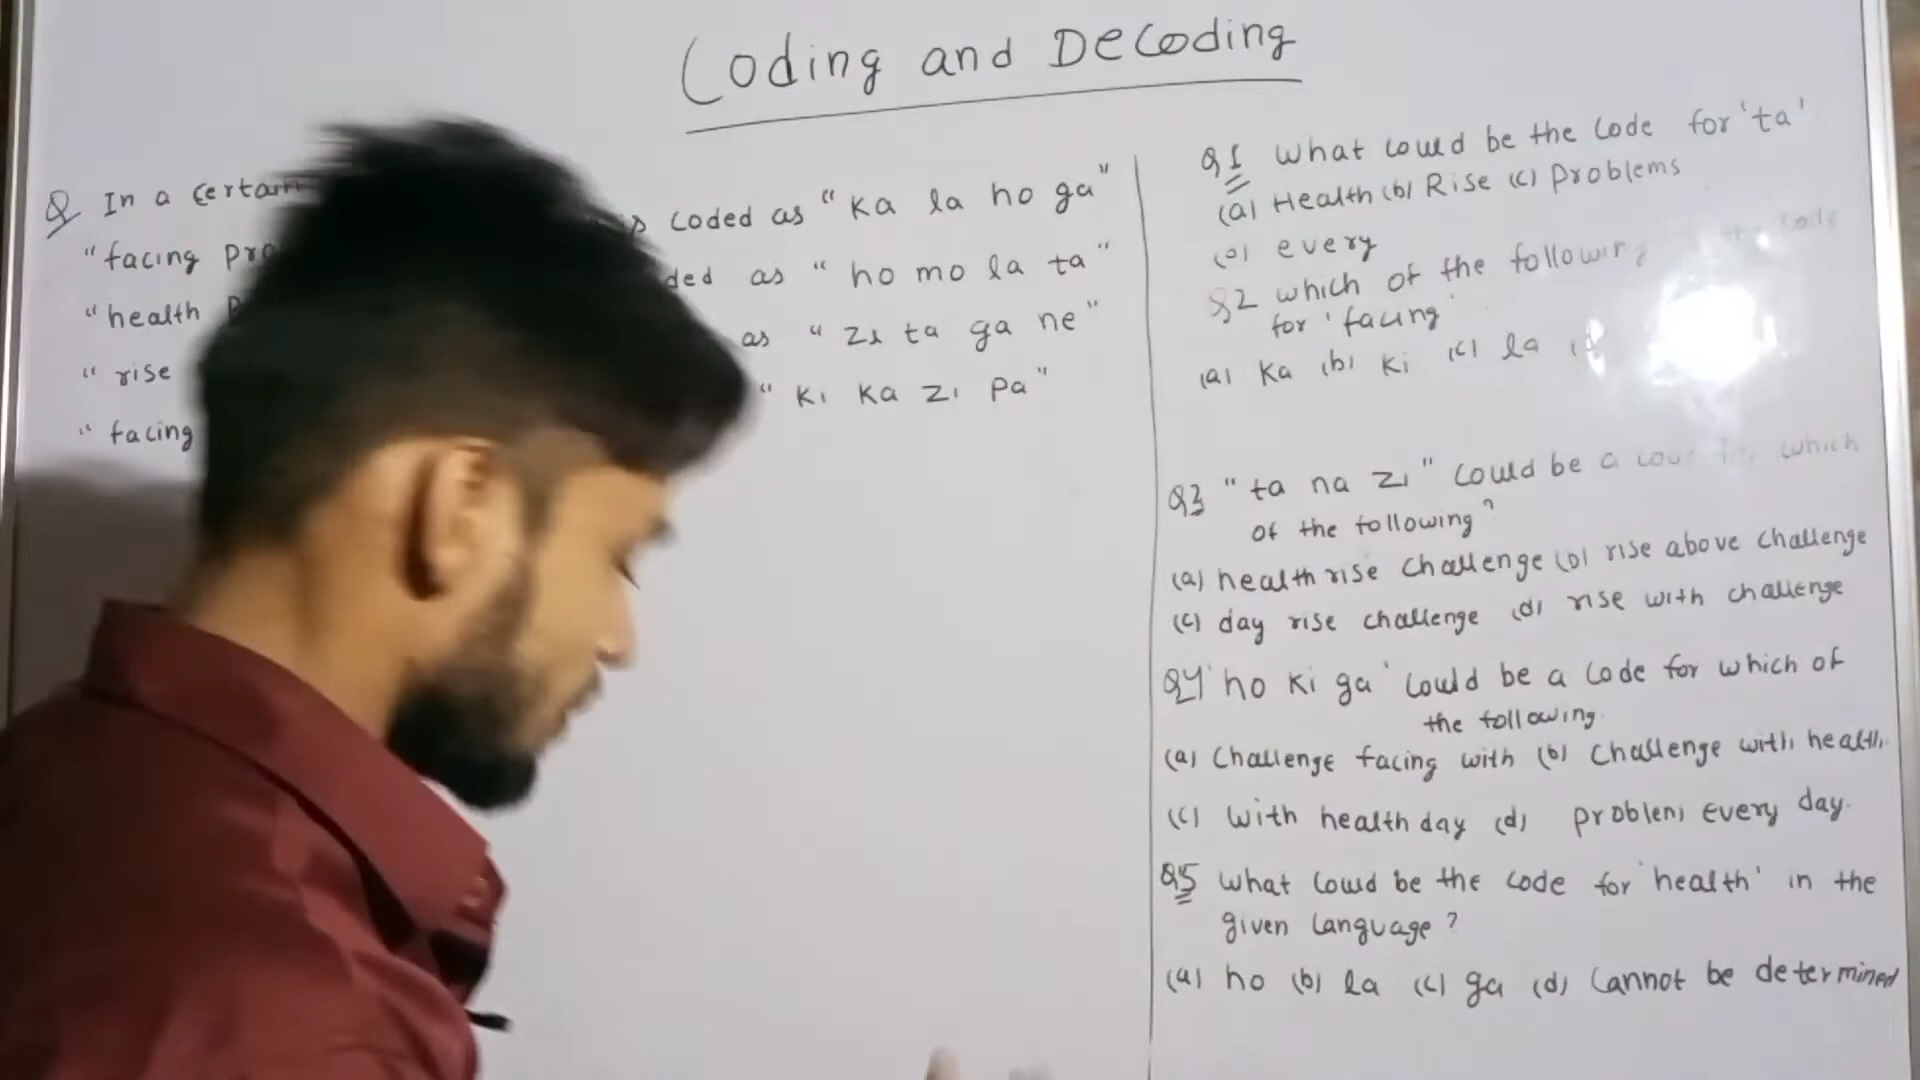 Coding and Decoding
Q In a certain
is coded as "ka la ho ga"
"facing pro
ded as "ho mo la ta"
"health
as "zi ta ga ne"
"rise
"ki ka zi pa"
"facing
Q1 What could be the code for 'ta'
(a) Health (b) Rise (c) Problems
(d) every
Q2 which of the following the code
for 'facing'
(a) ka (b) ki (c) la
Q3 "ta na zi" could be a code for which
of the following?
(a) health rise challenge (b) rise above challenge
(c) day rise challenge (d) rise with challenge
Q4 'ho ki ga' could be a code for which of
the following.
(a) Challenge facing with (b) Challenge with health
(c) with health day (d) problem every day.
Q5 What could be the code for 'health' in the
given language?
(a) ho (b) la (c) ga (d) Cannot be determined